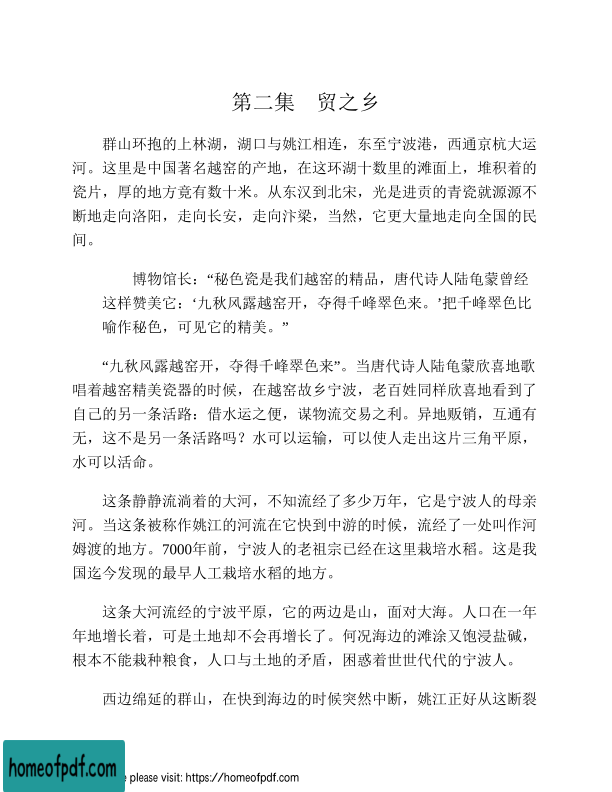 第二集　贸之乡
群山环抱的上林湖，湖口与姚江相连，东至宁波港，西通京杭大运
河。这里是中国著名越窑的产地，在这环湖十数里的滩面上，堆积着的
瓷片，厚的地方竟有数十米。从东汉到北宋，光是进贡的青瓷就源源不
断地走向洛阳，走向长安，走向汴梁，当然，它更大量地走向全国的民
间。
博物馆长：“秘色瓷是我们越窑的精品，唐代诗人陆龟蒙曾经
这样赞美它：‘九秋风露越窑开，夺得千峰翠色来。’把千峰翠色比
喻作秘色，可见它的精美。”
“九秋风露越窑开，夺得千峰翠色来”。当唐代诗人陆龟蒙欣喜地歌
唱着越窑精美瓷器的时候，在越窑故乡宁波，老百姓同样欣喜地看到了
自己的另一条活路：借水运之便，谋物流交易之利。异地贩销，互通有
无，这不是另一条活路吗？水可以运输，可以使人走出这片三角平原，
水可以活命。
这条静静流淌着的大河，不知流经了多少万年，它是宁波人的母亲
河。当这条被称作姚江的河流在它快到中游的时候，流经了一处叫作河
姆渡的地方。7000年前，宁波人的老祖宗已经在这里栽培水稻。这是我
国迄今发现的最早人工栽培水稻的地方。
这条大河流经的宁波平原，它的两边是山，面对大海。人口在一年
年地增长着，可是土地却不会再增长了。何况海边的滩涂又饱浸盐碱，
根本不能栽种粮食，人口与土地的矛盾，困惑着世世代代的宁波人。
西边绵延的群山，在快到海边的时候突然中断，姚江正好从这断裂
homeofpdf.com
e please visit: https://homeofpdf.com